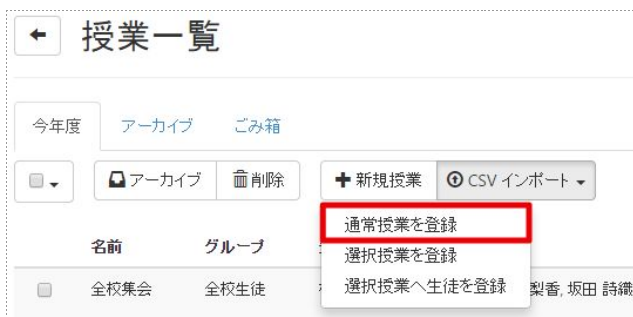 授業一覧
今年度 アーカイブ ごみ箱
アーカイブ 削除 新規授業 CSV インポート
通常授業を登録
名前 グループ
選択授業を登録
全校集会 全校生徒 選択授業へ生徒を登録 梨香, 坂田 詩織